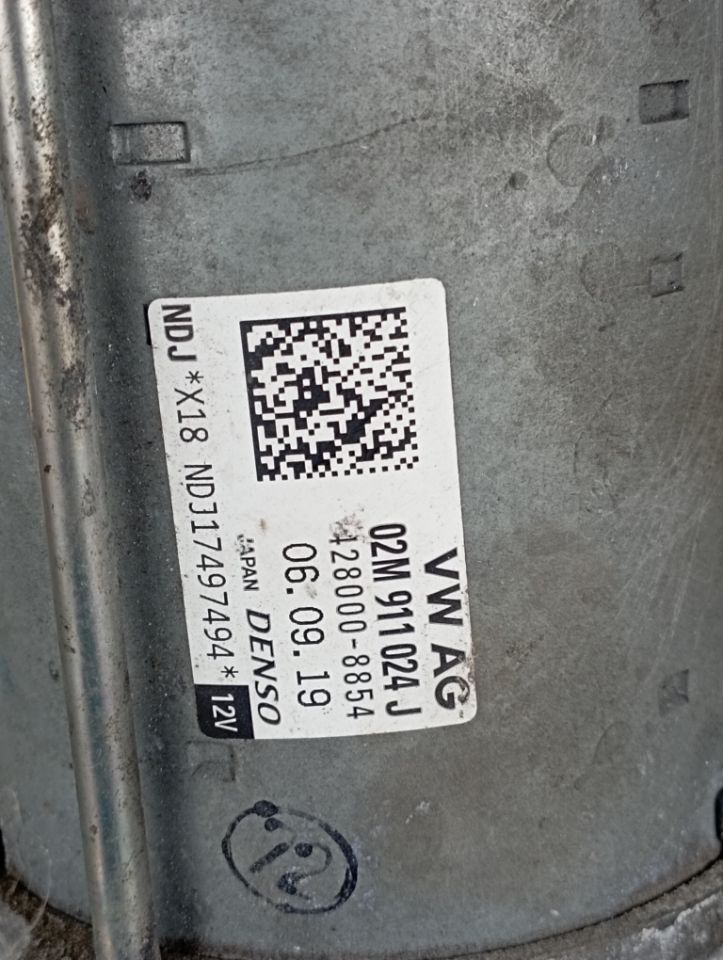 VW AG
02M 911 024 J
428000-8854
06.09.19
JAPAN DENSO 12V
NDJ *X18 NDJ17497494*
12